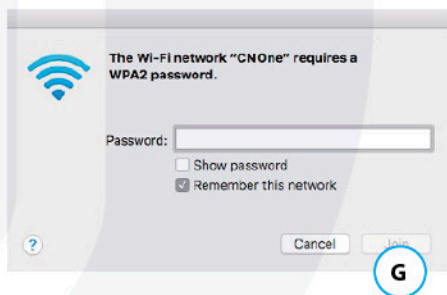 The Wi-Fi network “CNOne” requires a
WPA2 password.
Password:
Show password
Remember this network
?
Cancel
Join
G